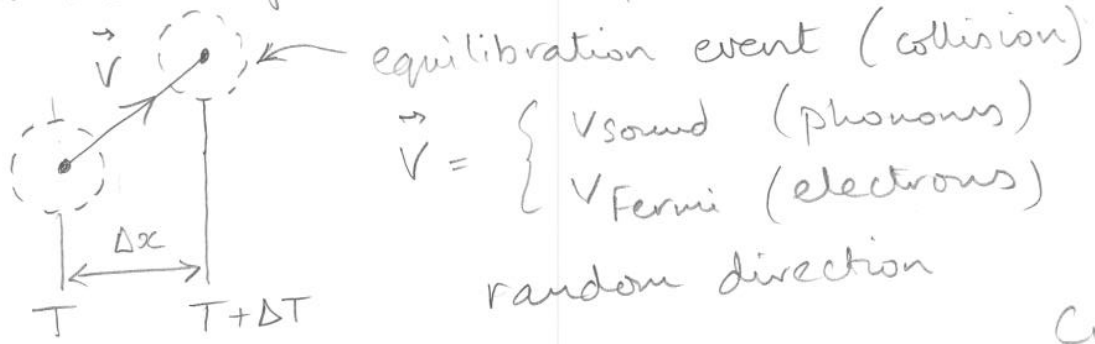 equilibration event (collision)
V⃗
V⃗ = { Vsound (phonons)
VFermi (electrons)
Δx
random direction
T T+ΔT